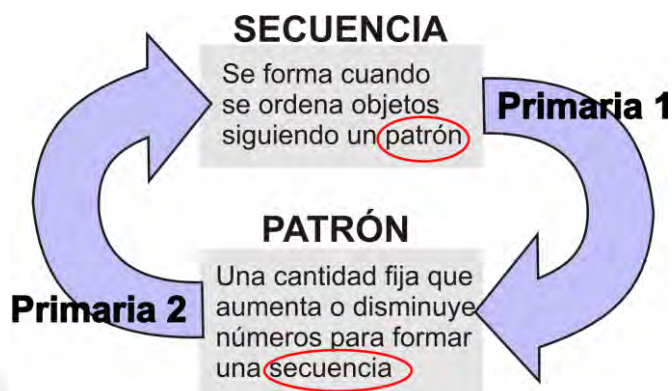 SECUENCIA
Se forma cuando
se ordena objetos
siguiendo un patrón
Primaria 1
PATRÓN
Una cantidad fija que
aumenta o disminuye
números para formar
una secuencia
Primaria 2